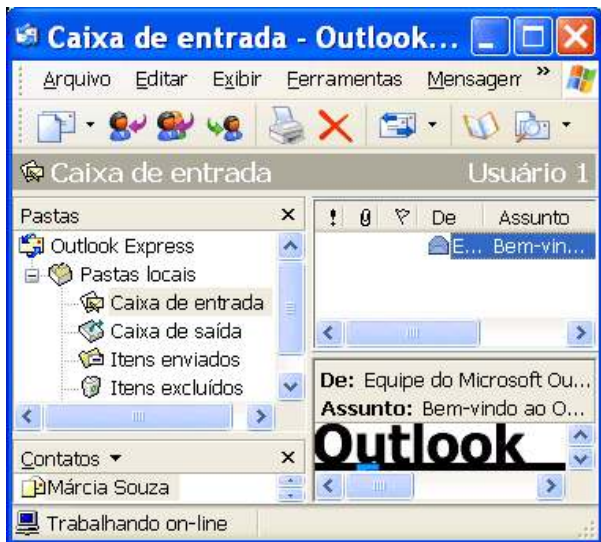 Caixa de entrada - Outlook...
Arquivo Editar Exibir Ferramentas Mensagem »
Caixa de entrada Usuário 1
Pastas
Outlook Express
Pastas locais
Caixa de entrada
Caixa de saída
Itens enviados
Itens excluídos
Contatos
Márcia Souza
! De Assunto
E... Bem-vin...
De: Equipe do Microsoft Ou...
Assunto: Bem-vindo ao O...
Outlook
Trabalhando on-line